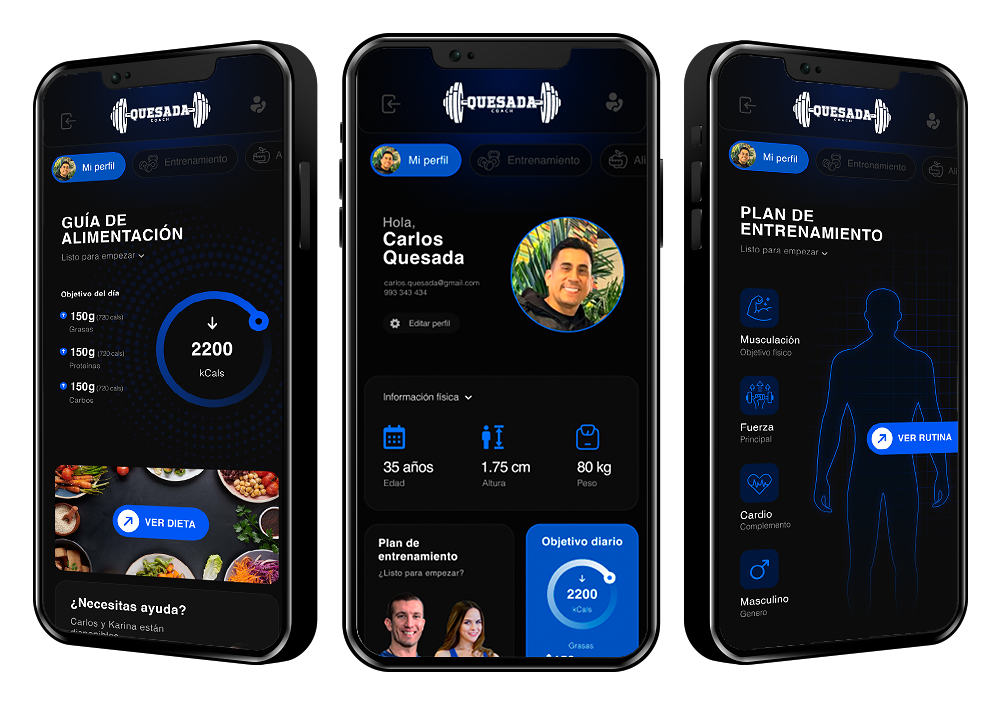 QUESADA
COACH
Mi perfil
Entrenamiento
A
GUÍA DE
ALIMENTACIÓN
Listo para empezar
Objetivo del día
150g (720 cals)
Grasas
150g (720 cals)
Proteínas
150g (720 cals)
Carbos
2200
kCals
VER DIETA
¿Necesitas ayuda?
Carlos y Karina están
disponibles
QUESADA
COACH
Mi perfil
Entrenamiento
Ali
Hola,
Carlos
Quesada
carlos.quesada@gmail.com
993 343 434
Editar perfil
Información física
35 años
Edad
1.75 cm
Altura
80 kg
Peso
Plan de
entrenamiento
¿Listo para empezar?
Objetivo diario
2200
kCals
Grasas
QUESADA
COACH
Mi perfil
Entrenamiento
Ali
PLAN DE
ENTRENAMIENTO
Listo para empezar
Musculación
Objetivo físico
Fuerza
Principal
Cardio
Complemento
Masculino
Genero
VER RUTINA